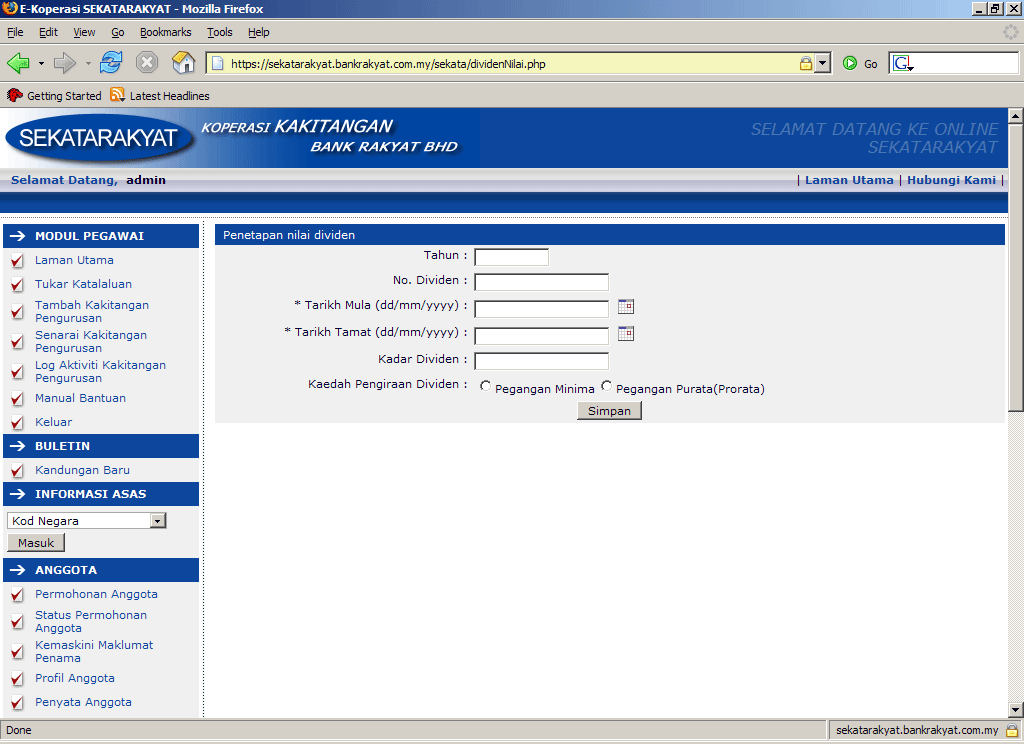 E-Koperasi SEKATARAKYAT - Mozilla Firefox
File Edit View Go Bookmarks Tools Help
https://sekatarakyat.bankrakyat.com.my/sekata/dividenNilai.php Go G
Getting Started Latest Headlines
SEKATARAKYAT
KOPERASI KAKITANGAN
BANK RAKYAT BHD
SELAMAT DATANG KE ONLINE
SEKATARAKYAT
Selamat Datang, admin
| Laman Utama | Hubungi Kami |
MODUL PEGAWAI
Laman Utama
Tukar Katalaluan
Tambah Kakitangan
Pengurusan
Senarai Kakitangan
Pengurusan
Log Aktiviti Kakitangan
Pengurusan
Manual Bantuan
Keluar
BULETIN
Kandungan Baru
INFORMASI ASAS
Kod Negara
Masuk
ANGGOTA
Permohonan Anggota
Status Permohonan
Anggota
Kemaskini Maklumat
Penama
Profil Anggota
Penyata Anggota
Penetapan nilai dividen
Tahun :
No. Dividen :
* Tarikh Mula (dd/mm/yyyy) :
* Tarikh Tamat (dd/mm/yyyy) :
Kadar Dividen :
Kaedah Pengiraan Dividen : Pegangan Minima Pegangan Purata(Prorata)
Simpan
Done
sekatarakyat.bankrakyat.com.my